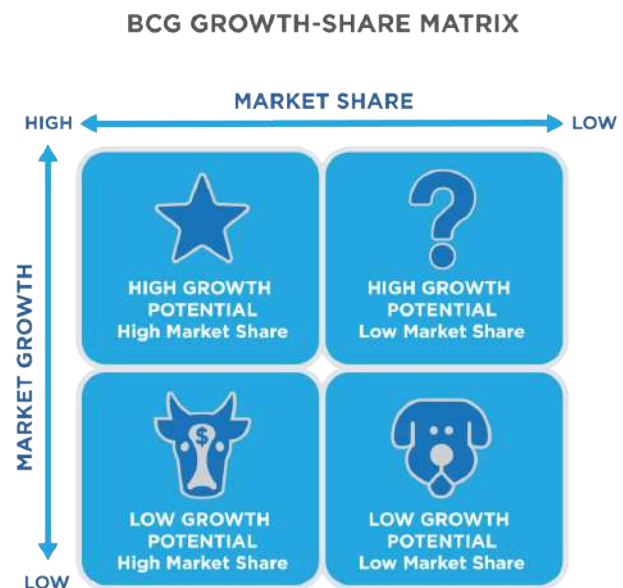 BCG GROWTH-SHARE MATRIX
MARKET SHARE
HIGH
LOW
MARKET GROWTH
HIGH GROWTH
POTENTIAL
High Market Share
?
HIGH GROWTH
POTENTIAL
Low Market Share
$
LOW GROWTH
POTENTIAL
High Market Share
LOW GROWTH
POTENTIAL
Low Market Share
LOW